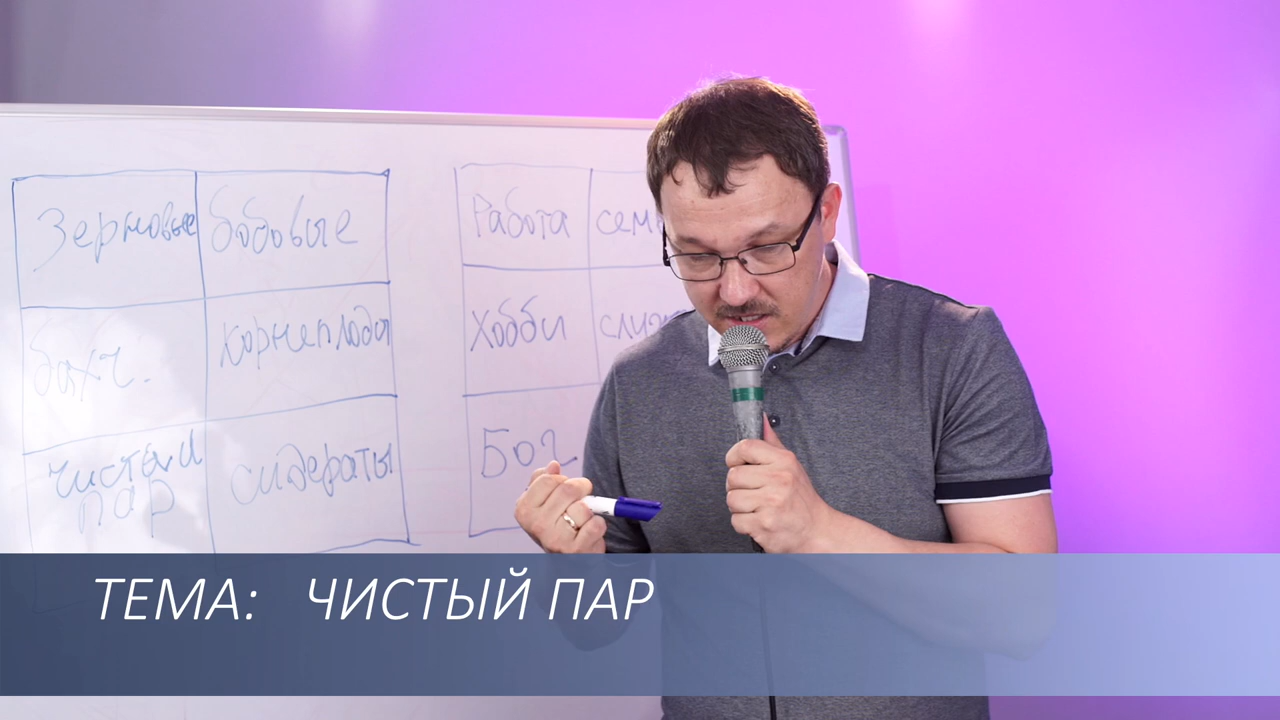 Зерновые бобовые
бахч. корнеплоды
чистый сидераты
пар
Работа
Хобби
Бог
ТЕМА: ЧИСТЫЙ ПАР